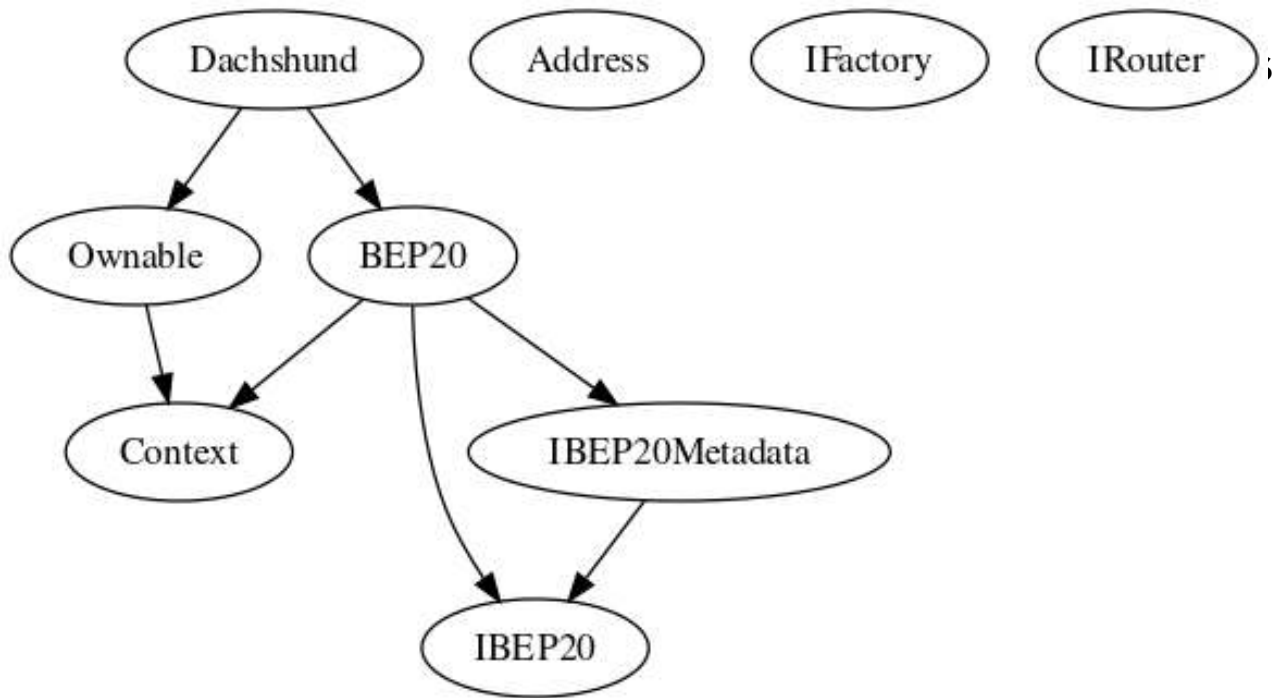 Dachshund Address IFactory IRouter
Ownable BEP20
Context IBEP20Metadata
IBEP20